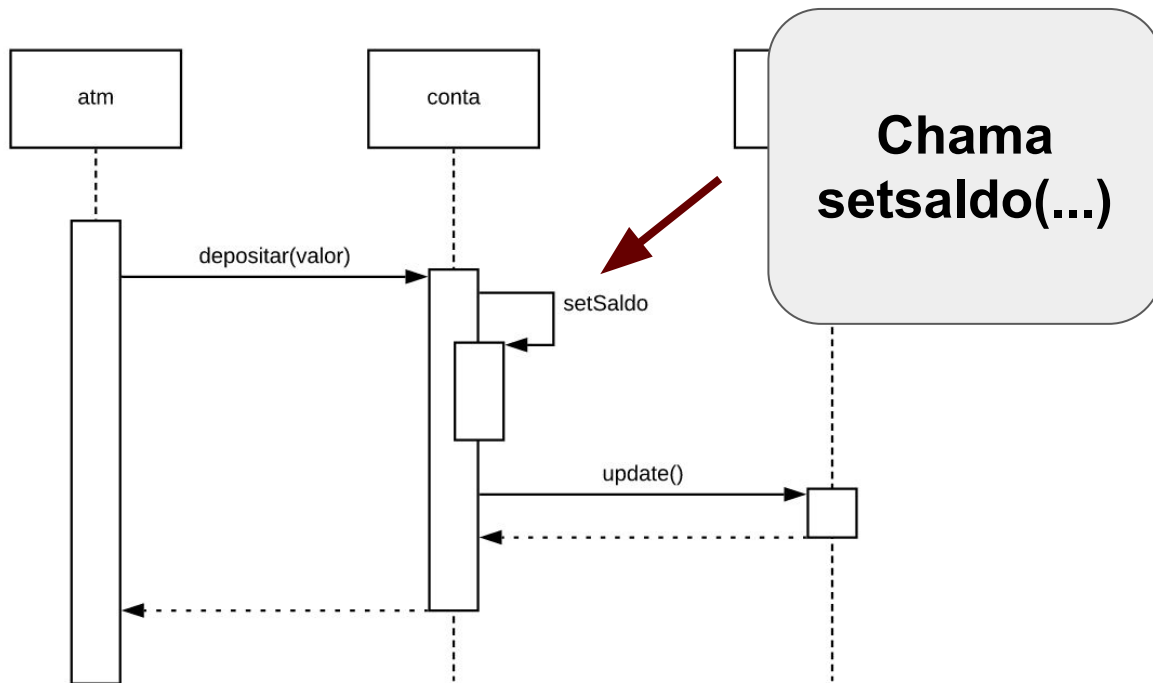 atm
conta
Chama
setsaldo(...)
depositar(valor)
setSaldo
update()